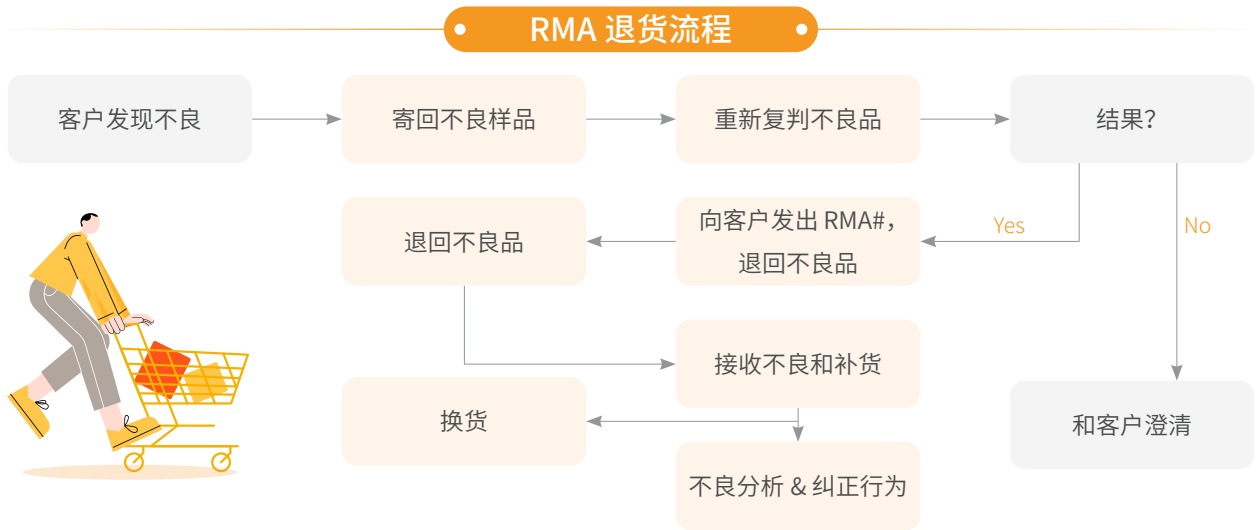 RMA 退货流程
客户发现不良
寄回不良样品
重新复判不良品
结果？
退回不良品
向客户发出 RMA#，
退回不良品
Yes
No
接收不良和补货
换货
和客户澄清
不良分析 & 纠正行为